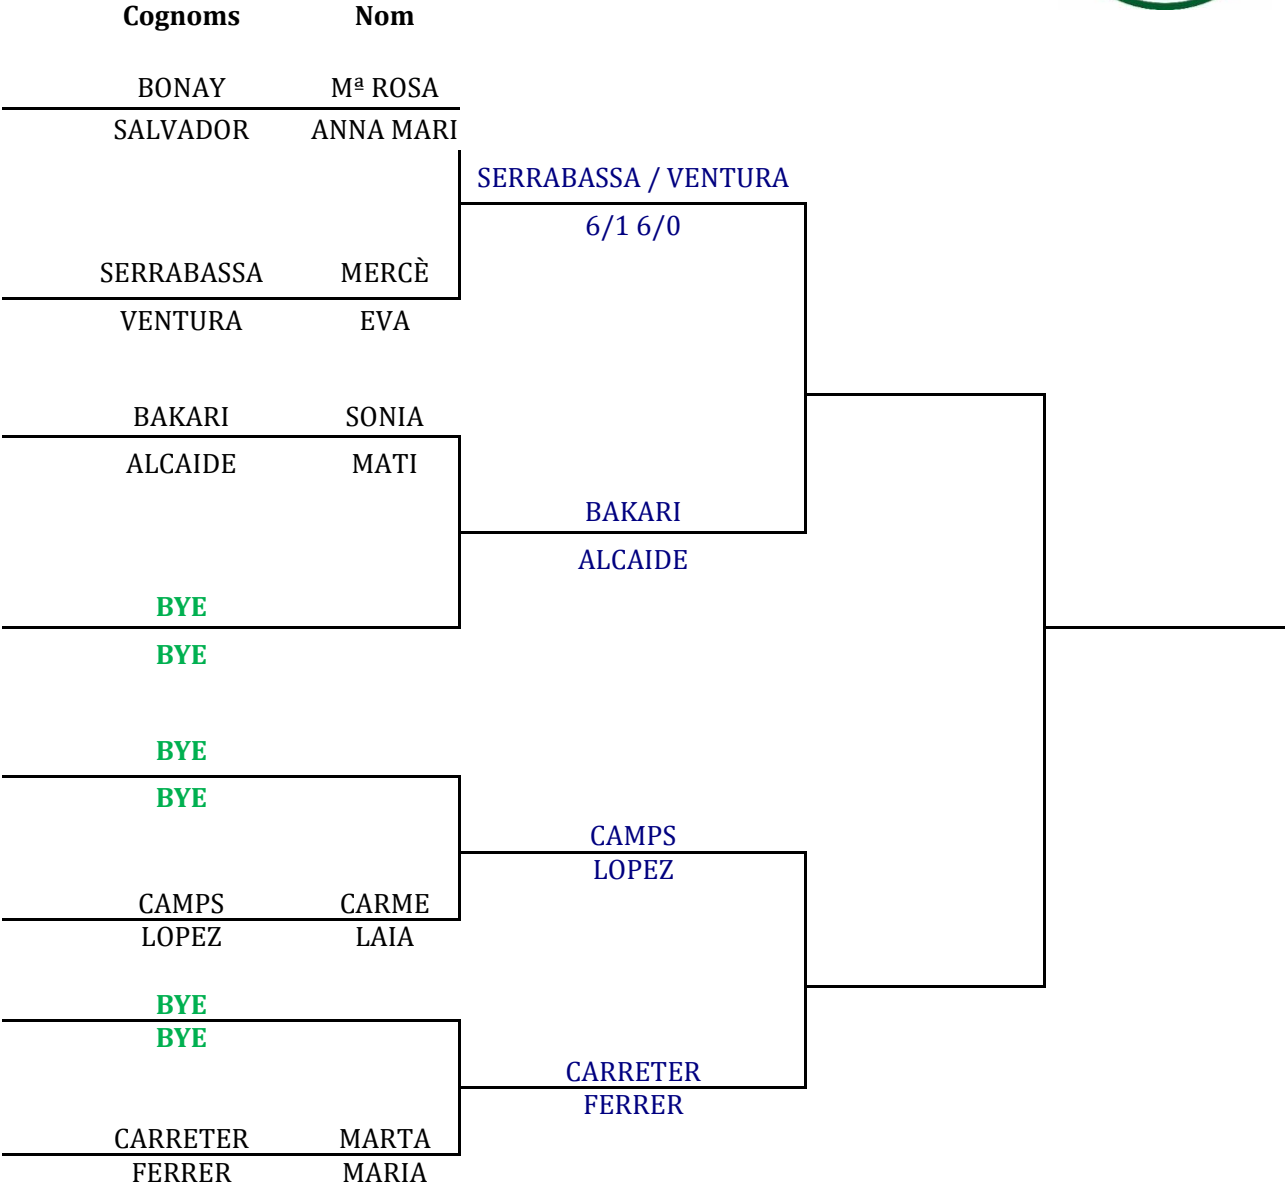 Cognoms Nom
BONAY Mª ROSA
SALVADOR ANNA MARI
SERRABASSA / VENTURA
6/1 6/0
SERRABASSA MERCÈ
VENTURA EVA
BAKARI SONIA
ALCAIDE MATI
BAKARI
ALCAIDE
BYE
BYE
BYE
BYE
CAMPS
LOPEZ
CAMPS CARME
LOPEZ LAIA
BYE
BYE
CARRETER
FERRER
CARRETER MARTA
FERRER MARIA